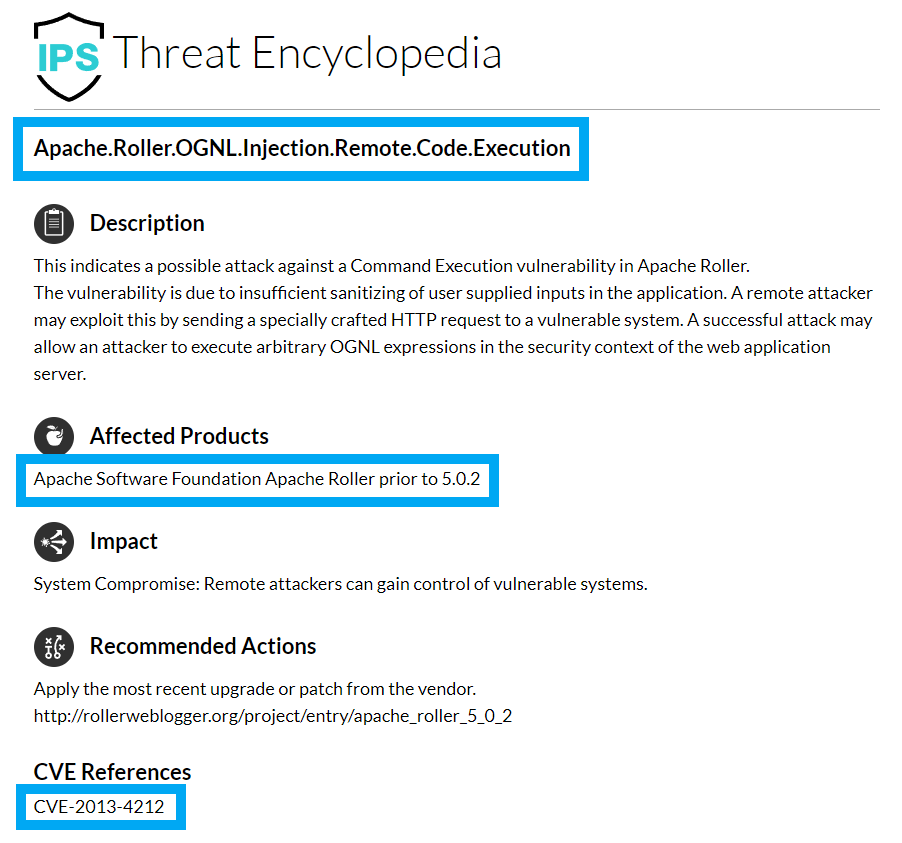 IPS Threat Encyclopedia
Apache.Roller.OGNL.Injection.Remote.Code.Execution
Description
This indicates a possible attack against a Command Execution vulnerability in Apache Roller.
The vulnerability is due to insufficient sanitizing of user supplied inputs in the application. A remote attacker
may exploit this by sending a specially crafted HTTP request to a vulnerable system. A successful attack may
allow an attacker to execute arbitrary OGNL expressions in the security context of the web application
server.
Affected Products
Apache Software Foundation Apache Roller prior to 5.0.2
Impact
System Compromise: Remote attackers can gain control of vulnerable systems.
Recommended Actions
Apply the most recent upgrade or patch from the vendor.
http://rollerweblogger.org/project/entry/apache_roller_5_0_2
CVE References
CVE-2013-4212